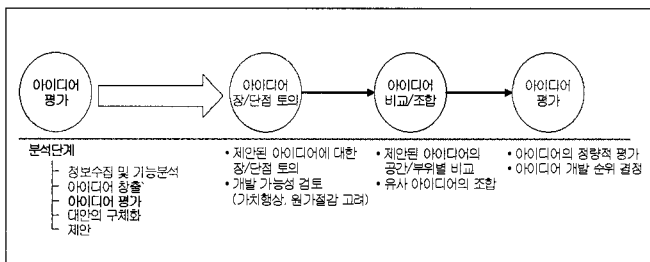 아이디어
평가
아이디어
장/단점 토의
아이디어
비교/조합
아이디어
평가
분석단계
정보수집 및 기능분석
아이디어 창출
아이디어 평가
대안의 구체화
제안
• 제안된 아이디어에 대한
장/단점 토의
• 개발 가능성 검토
(가치행상, 원가절감 고려)
• 제안된 아이디어의
공간/부위별 비교
• 유사 아이디어의 조합
• 아이디어의 정량적 평가
• 아이디어 개발 순위 결정